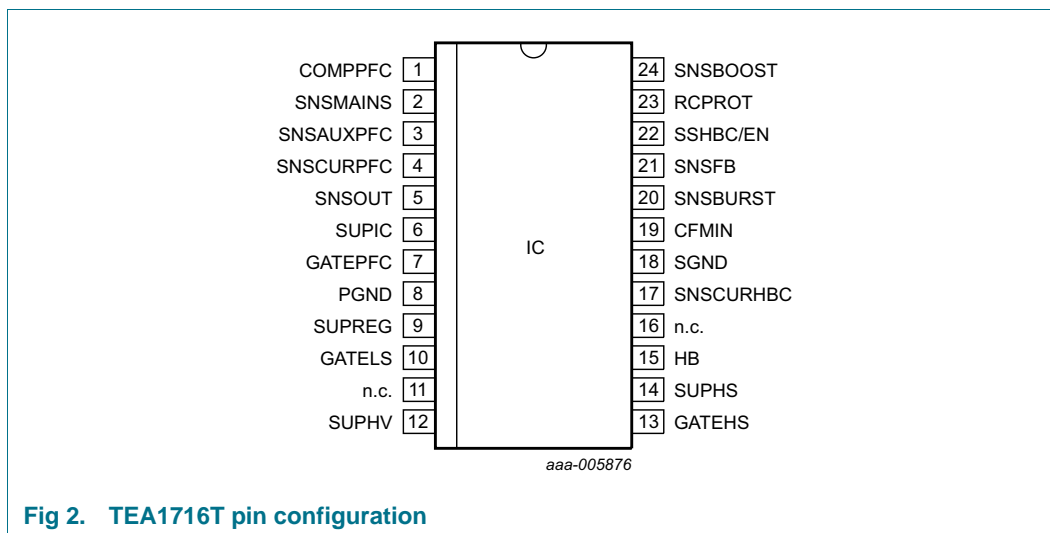 COMPPFC 1
SNSMAINS 2
SNSAUXPFC 3
SNSCURPFC 4
SNSOUT 5
SUPIC 6
GATEPFC 7
PGND 8
SUPREG 9
GATELS 10
n.c. 11
SUPHV 12
IC
24 SNSBOOST
23 RCPROT
22 SSHBC/EN
21 SNSFB
20 SNSBURST
19 CFMIN
18 SGND
17 SNSCURHBC
16 n.c.
15 HB
14 SUPHS
13 GATEHS
aaa-005876
Fig 2. TEA1716T pin configuration